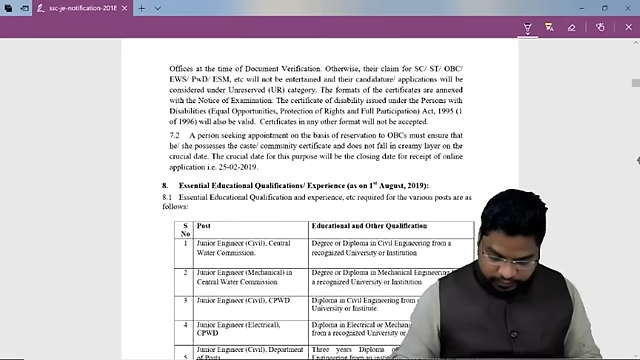 ssc-je-notification-2018
Offices at the time of Document Verification. Otherwise, their claim for SC/ ST/ OBC/
EWS/ PwD/ ESM, etc will not be entertained and their candidature/ applications will be
considered under Unreserved (UR) category. The formats of the certificates are annexed
with the Notice of Examination. The certificate of disability issued under the Persons with
Disabilities (Equal Opportunities, Protection of Rights and Full Participation) Act, 1995 (1
of 1996) will also be valid. Certificates in any other format will not be accepted.
7.2 A person seeking appointment on the basis of reservation to OBCs must ensure that
he/ she possesses the caste/ community certificate and does not fall in creamy layer on the
crucial date. The crucial date for this purpose will be the closing date for receipt of online
application i.e. 25-02-2019.
8. Essential Educational Qualifications/ Experience (as on 1st August, 2019):
8.1 Essential Educational Qualification and experience, etc required for the various posts are as
follows:
S No Post Educational and Other Qualification
1 Junior Engineer (Civil), Central Water Commission. Degree or Diploma in Civil Engineering from a recognized University or Institution
2 Junior Engineer (Mechanical) in Central Water Commission. Degree or Diploma in Mechanical Engineering a recognized University or Institution
3 Junior Engineer (Civil), CPWD Diploma in Civil Engineering from University or Institute.
4 Junior Engineer (Electrical), CPWD Diploma in Electrical or from a recognized University or
5 Junior Engineer (Civil), Department of Posts Three years Diploma